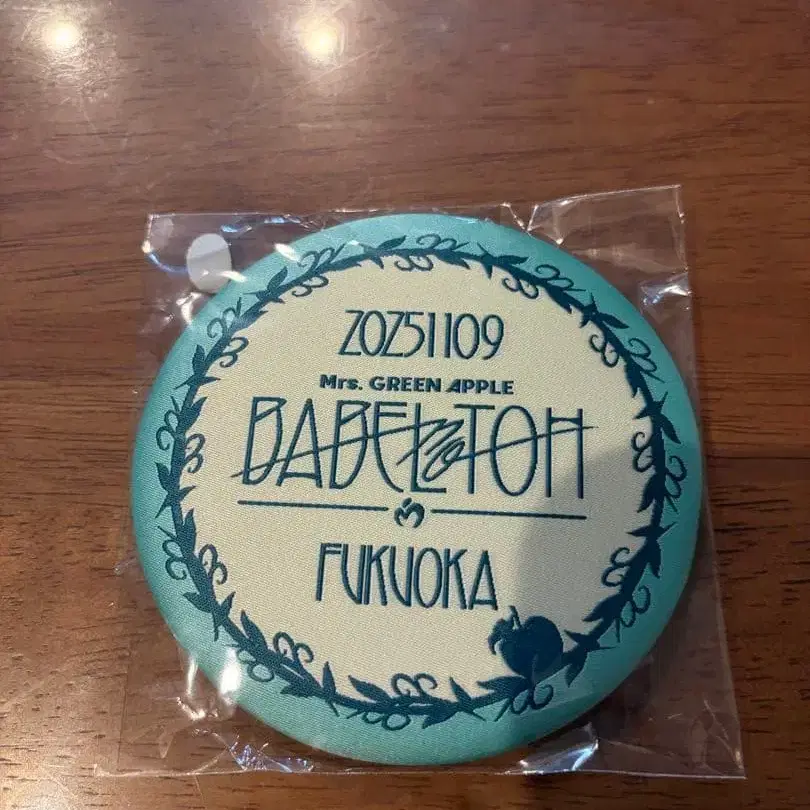 20251109
Mrs. GREEN APPLE
BABEL no TOH
FUKUOKA